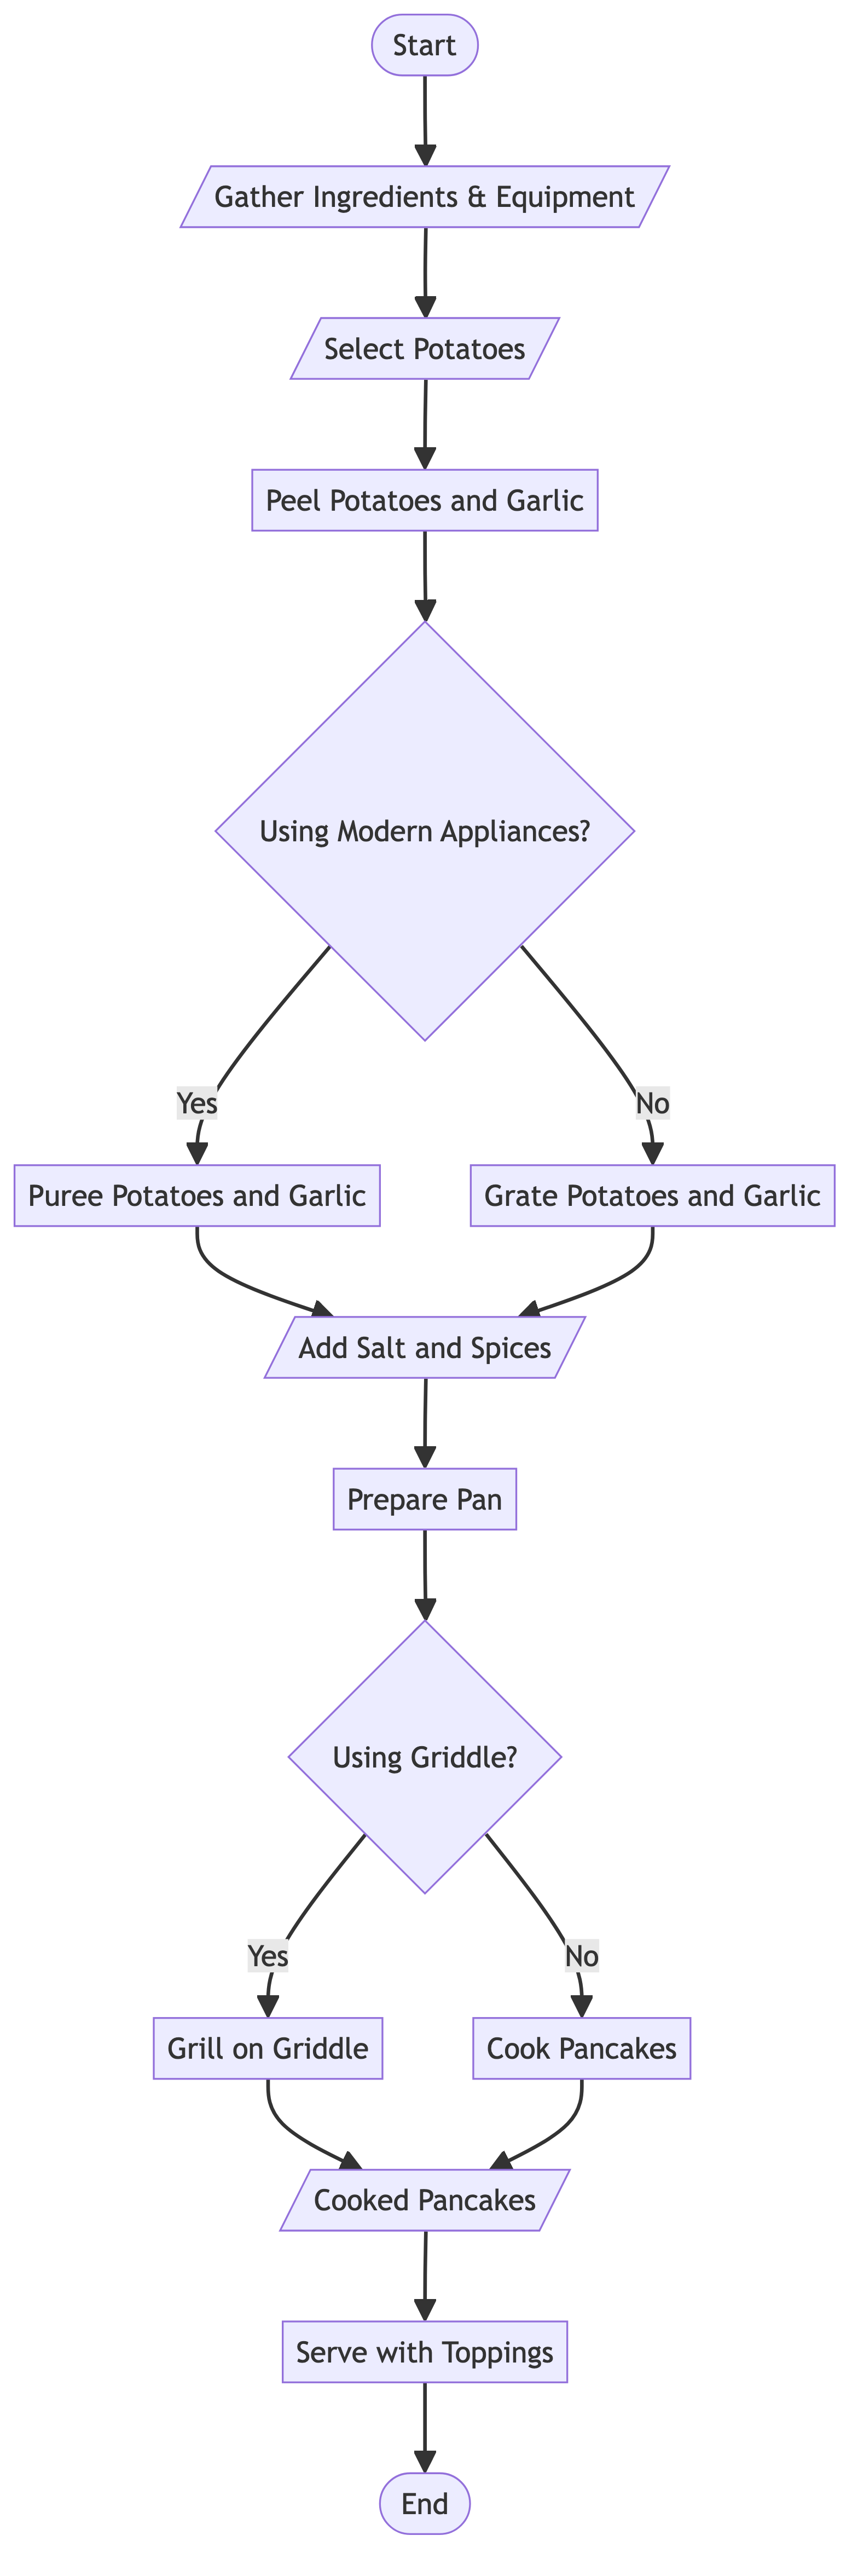 Start
Gather Ingredients & Equipment
Select Potatoes
Peel Potatoes and Garlic
Using Modern Appliances?
Yes
No
Puree Potatoes and Garlic
Grate Potatoes and Garlic
Add Salt and Spices
Prepare Pan
Using Griddle?
Yes
No
Grill on Griddle
Cook Pancakes
Cooked Pancakes
Serve with Toppings
End